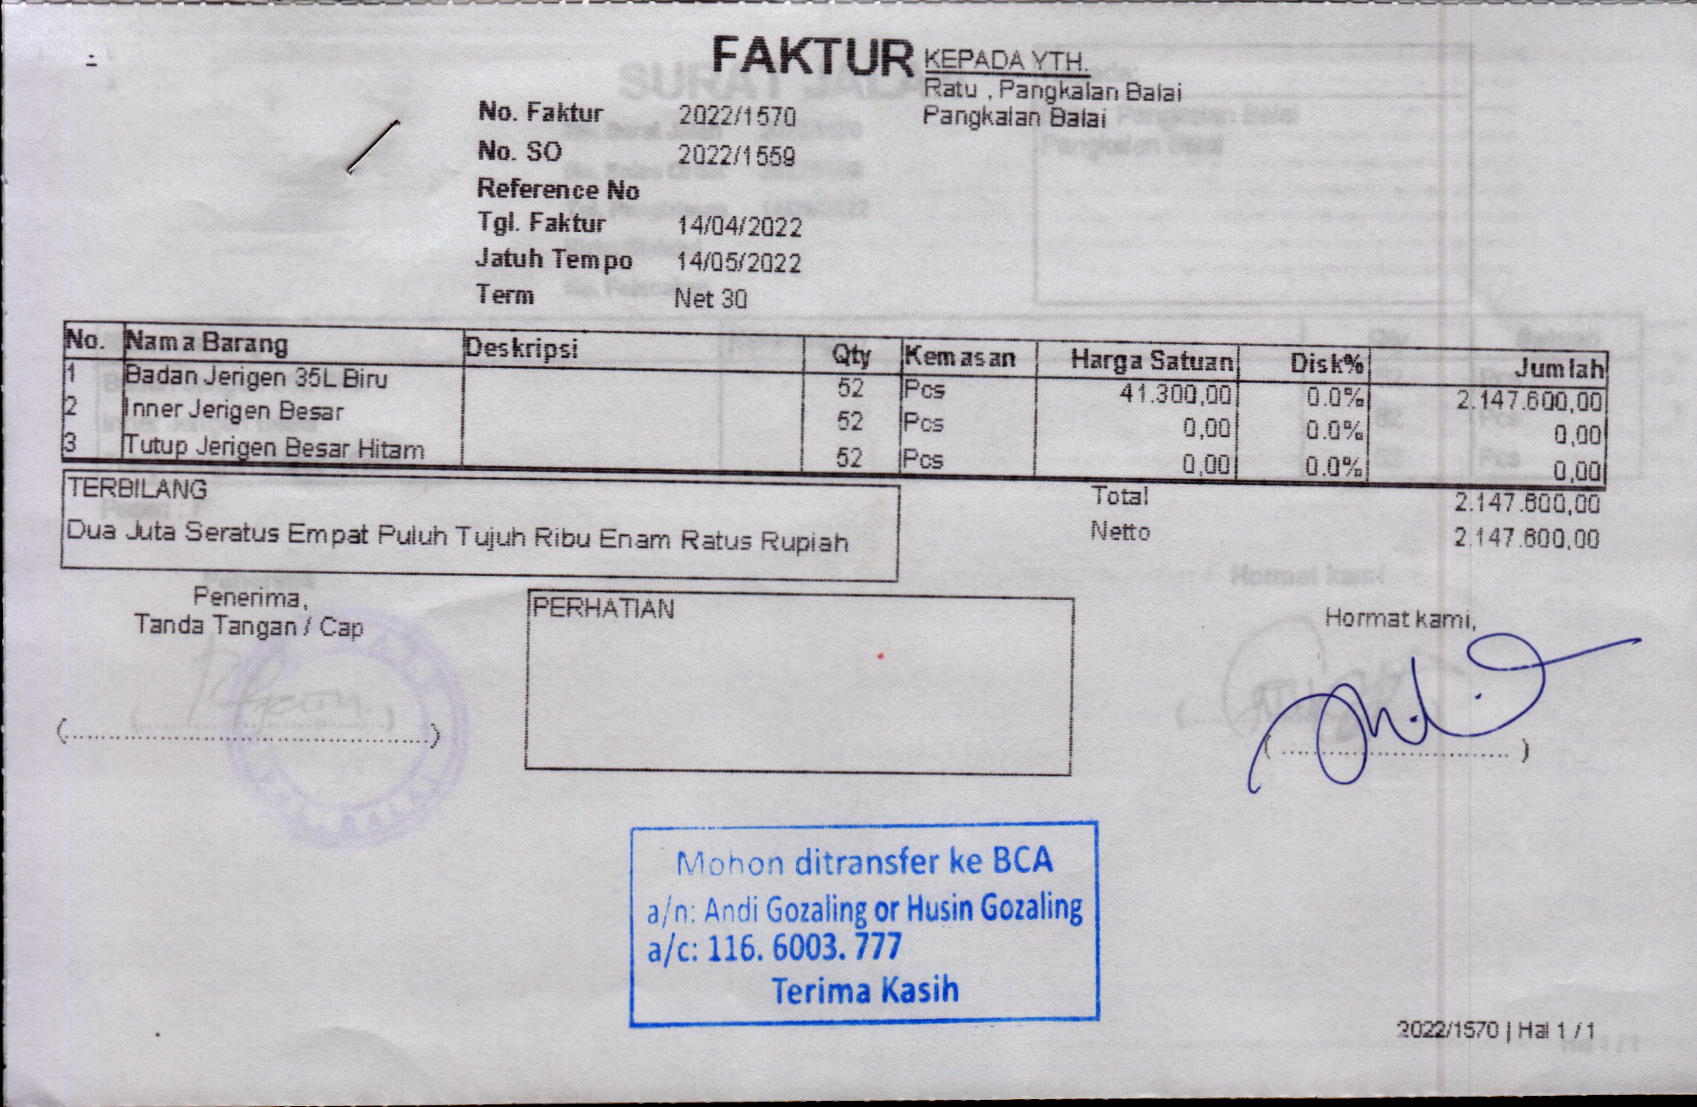 FAKTUR
KEPADA YTH.
Ratu , Pangkalan Balai
Pangkalan Balai
No. Faktur 2022/1570
No. SO 2022/1559
Reference No
Tgl. Faktur 14/04/2022
Jatuh Tempo 14/05/2022
Term Net 30
No. Nama Barang Deskripsi Qty Kemasan Harga Satuan Disk% Jumlah
1 Badan Jerigen 35L Biru 52 Pcs 41.300,00 0.0% 2.147.600,00
2 Inner Jerigen Besar 52 Pcs 0,00 0.0% 0,00
3 Tutup Jerigen Besar Hitam 52 Pcs 0,00 0.0% 0,00
TERBILANG
Dua Juta Seratus Empat Puluh Tujuh Ribu Enam Ratus Rupiah
Total 2.147.600,00
Netto 2.147.600,00
Penerima,
Tanda Tangan / Cap
(....................................................)
PERHATIAN
Hormat kami,
(................................)
Mohon ditransfer ke BCA
a/n: Andi Gozaling or Husin Gozaling
a/c: 116. 6003. 777
Terima Kasih
2022/1570 | Hal 1 / 1